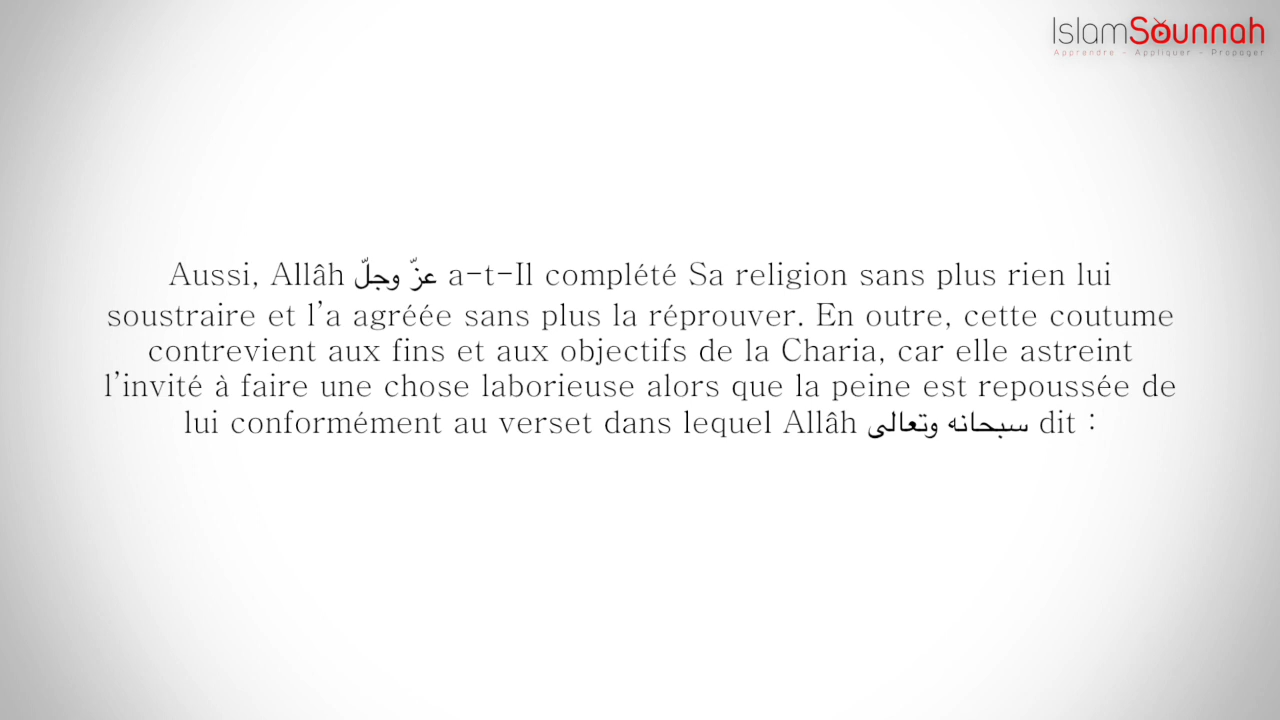 IslamSounnah
Apprendre - Appliquer - Propager
Aussi, Allâh عزّ وجلّ a-t-Il complété Sa religion sans plus rien lui
soustraire et l’a agréée sans plus la réprouver. En outre, cette coutume
contrevient aux fins et aux objectifs de la Charia, car elle astreint
l’invité à faire une chose laborieuse alors que la peine est repoussée de
lui conformément au verset dans lequel Allâh سبحانه وتعالى dit :